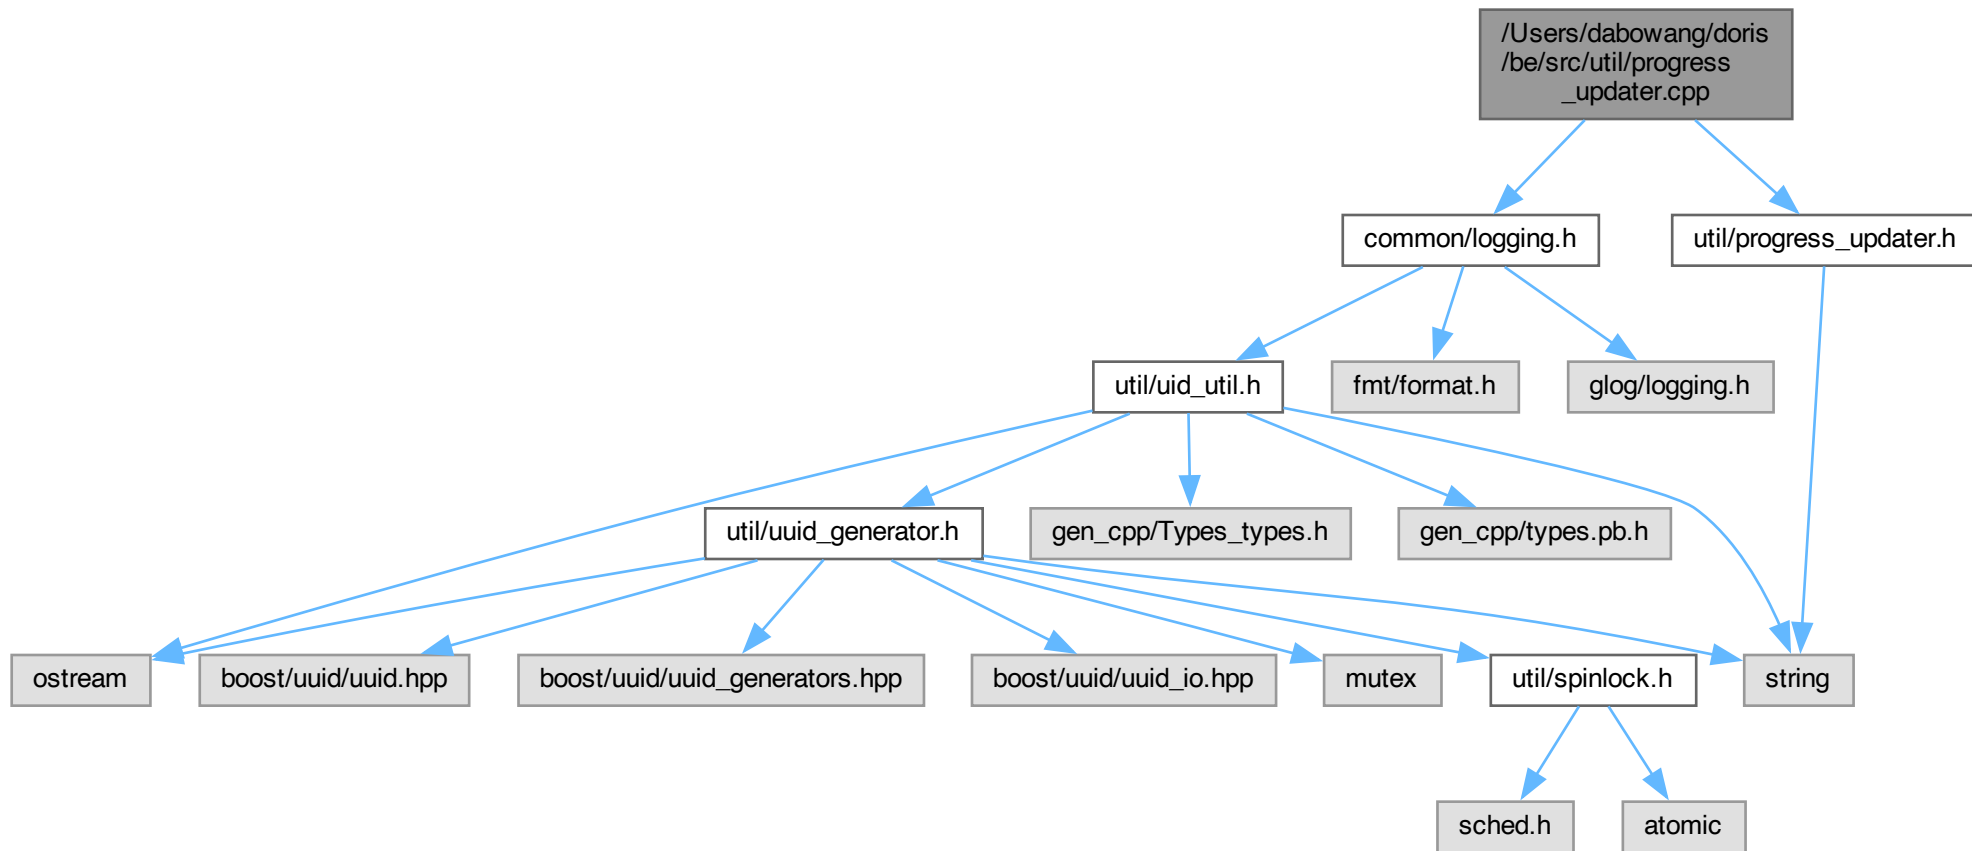 /Users/dabowang/doris
/be/src/util/progress
_updater.cpp
common/logging.h
util/progress_updater.h
util/uid_util.h
fmt/format.h
glog/logging.h
util/uuid_generator.h
gen_cpp/Types_types.h
gen_cpp/types.pb.h
ostream
boost/uuid/uuid.hpp
boost/uuid/uuid_generators.hpp
boost/uuid/uuid_io.hpp
mutex
util/spinlock.h
string
sched.h
atomic